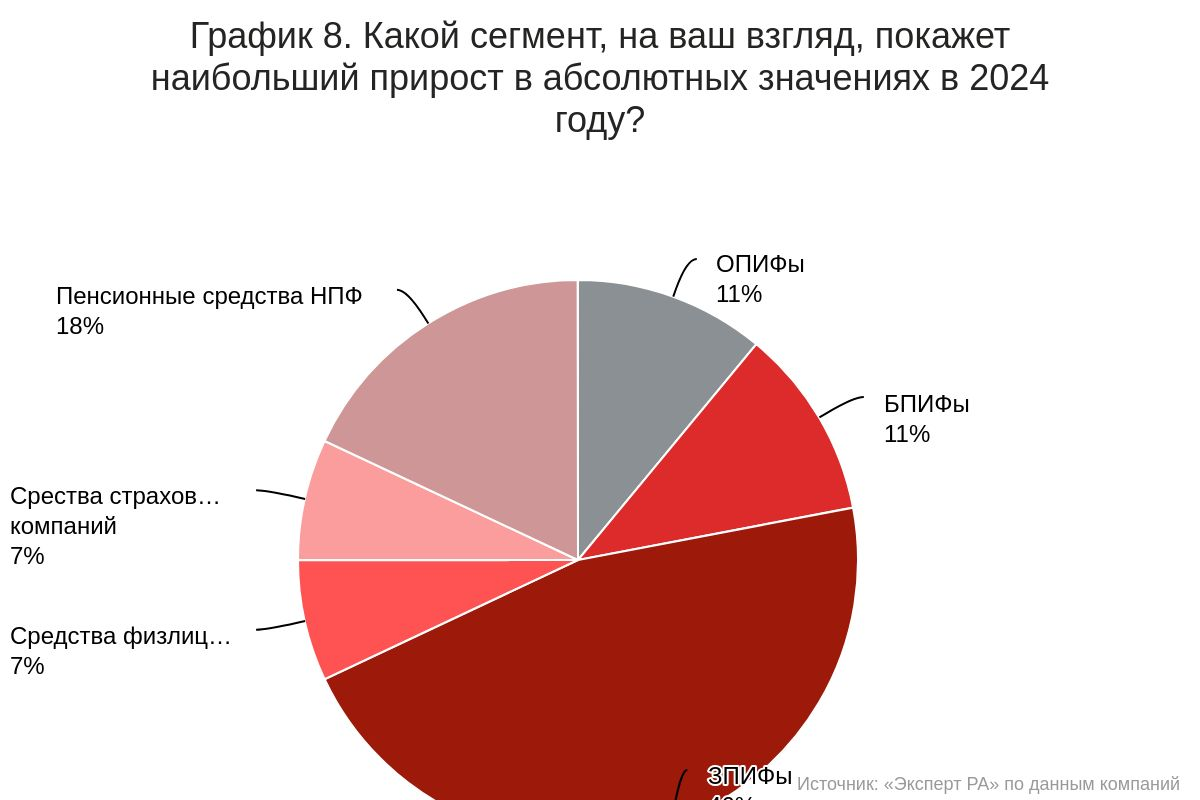 График 8. Какой сегмент, на ваш взгляд, покажет
наибольший прирост в абсолютных значениях в 2024
году?
ОПИФы
11%
Пенсионные средства НПФ
18%
БПИФы
11%
Срества страхов…
компаний
7%
Средства физлиц…
7%
ЗПИФы
Источник: «Эксперт РА» по данным компаний